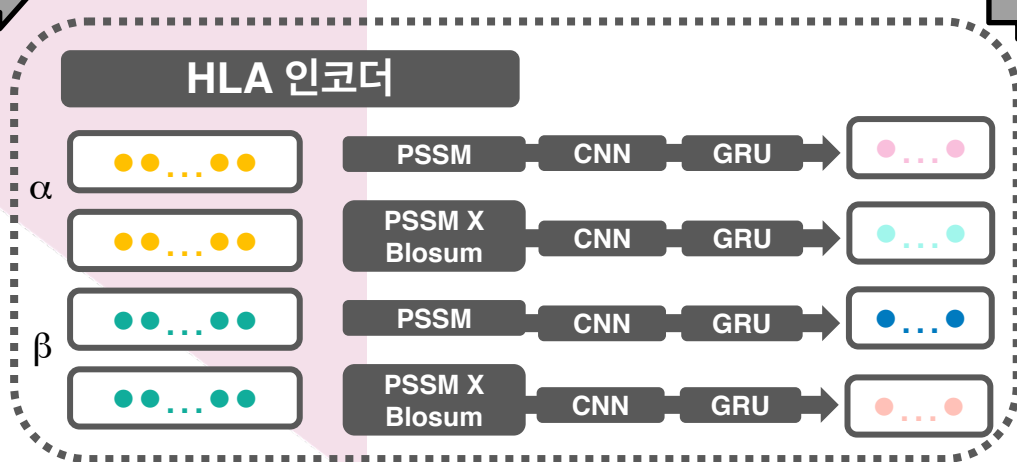 HLA 인코더
α
●●...●● PSSM CNN GRU ●...●
●●...●● PSSM X Blosum CNN GRU ●...●
β
●●...●● PSSM CNN GRU ●...●
●●...●● PSSM X Blosum CNN GRU ●...●